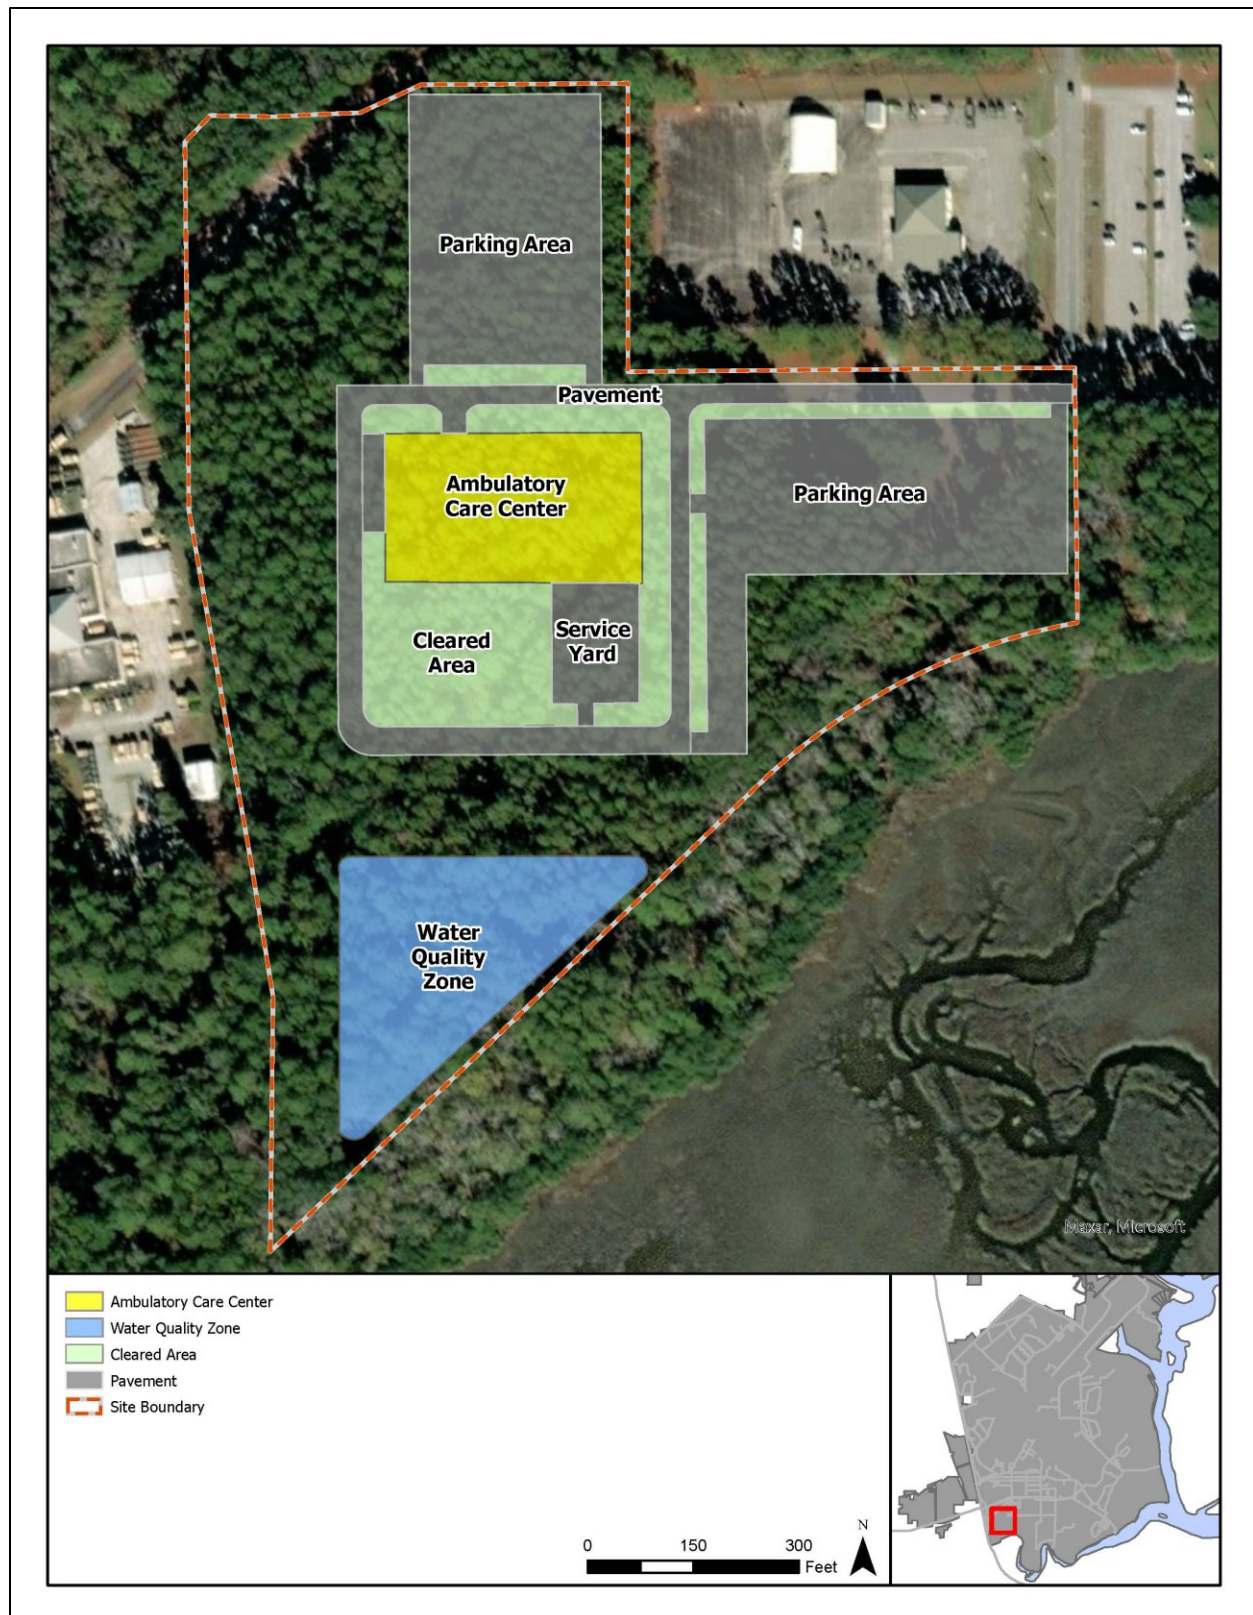 Parking Area
Pavement
Ambulatory
Care Center
Parking Area
Cleared
Area
Service
Yard
Water
Quality
Zone
Maxar, Microsoft
Ambulatory Care Center
Water Quality Zone
Cleared Area
Pavement
Site Boundary
0 150 300
Feet
N